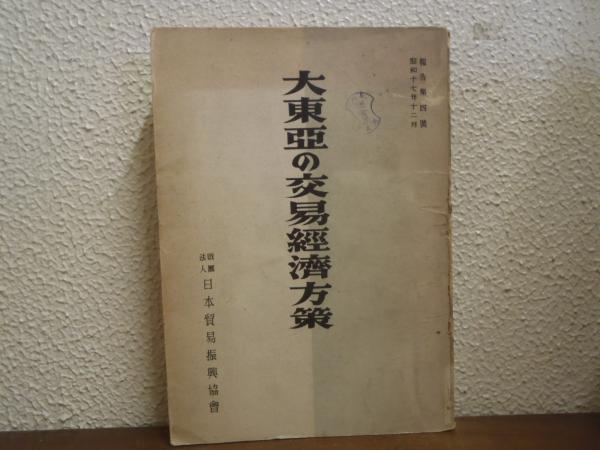 報告第四號
昭和十七年十二月
大東亞の交易經濟方策
財團
法人
日本貿易振興協會